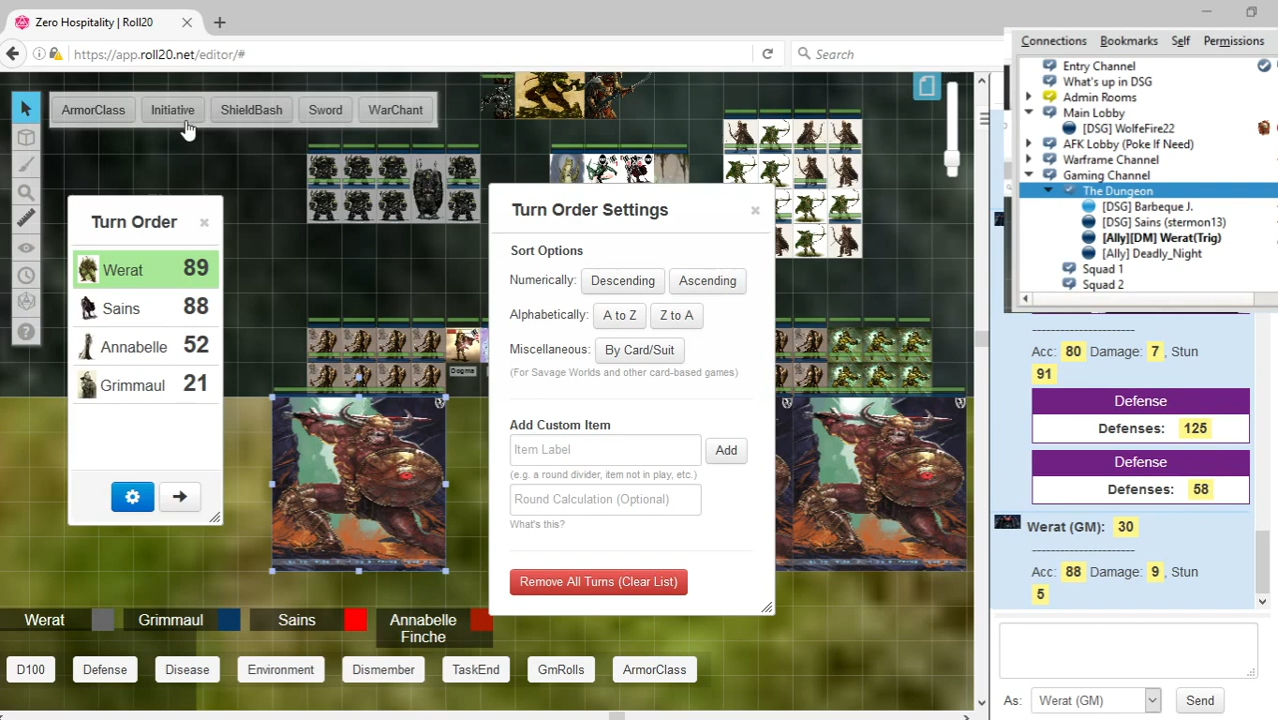 Zero Hospitality | Roll20
https://app.roll20.net/editor/#
Search
ArmorClass
Initiative
ShieldBash
Sword
WarChant
Turn Order
Werat 89
Sains 88
Annabelle 52
Grimmaul 21
Turn Order Settings
Sort Options
Numerically: Descending Ascending
Alphabetically: A to Z Z to A
Miscellaneous: By Card/Suit
(For Savage Worlds and other card-based games)
Add Custom Item
Item Label Add
(e.g. a round divider, item not in play, etc.)
Round Calculation (Optional)
What's this?
Remove All Turns (Clear List)
Dogma
Connections Bookmarks Self Permissions
Entry Channel
What's up in DSG
Admin Rooms
Main Lobby
[DSG] WolfeFire22
AFK Lobby (Poke If Need)
Warframe Channel
Gaming Channel
The Dungeon
[DSG] Barbeque J.
[DSG] Sains (stermon13)
[Ally][DM] Werat(Trig)
[Ally] Deadly_Night
Squad 1
Squad 2
----------------------
Acc: 80 Damage: 7, Stun
91
Defense
Defenses: 125
Defense
Defenses: 58
Werat (GM): 30
----------------------
Acc: 88 Damage: 9, Stun
5
As: Werat (GM) Send
Werat
Grimmaul
Sains
Annabelle
Finche
D100
Defense
Disease
Environment
Dismember
TaskEnd
GmRolls
ArmorClass